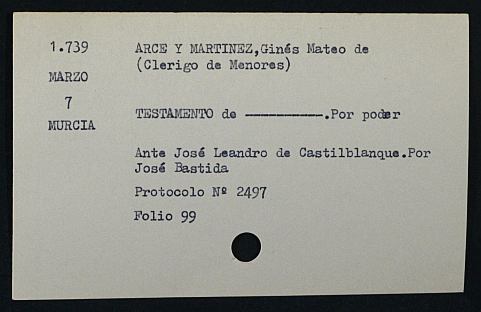 1.739
MARZO
7
MURCIA
ARCE Y MARTINEZ,Ginés Mateo de
(Clerigo de Menores)
TESTAMENTO de ----------.Por poder
Ante José Leandro de Castilblanque.Por
José Bastida
Protocolo Nº 2497
Folio 99